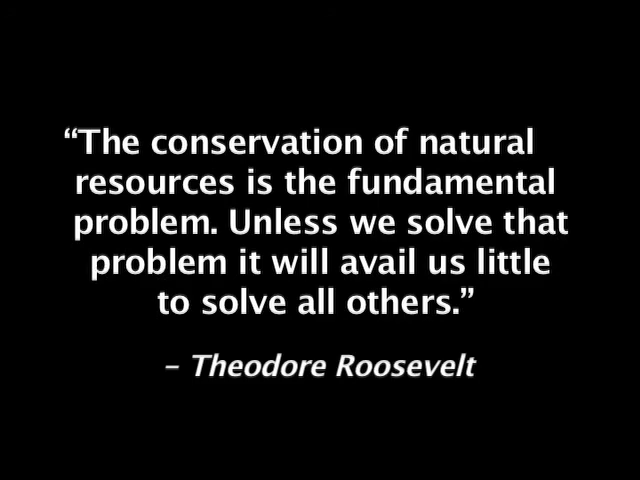 “The conservation of natural
resources is the fundamental
problem. Unless we solve that
problem it will avail us little
to solve all others.”
– Theodore Roosevelt